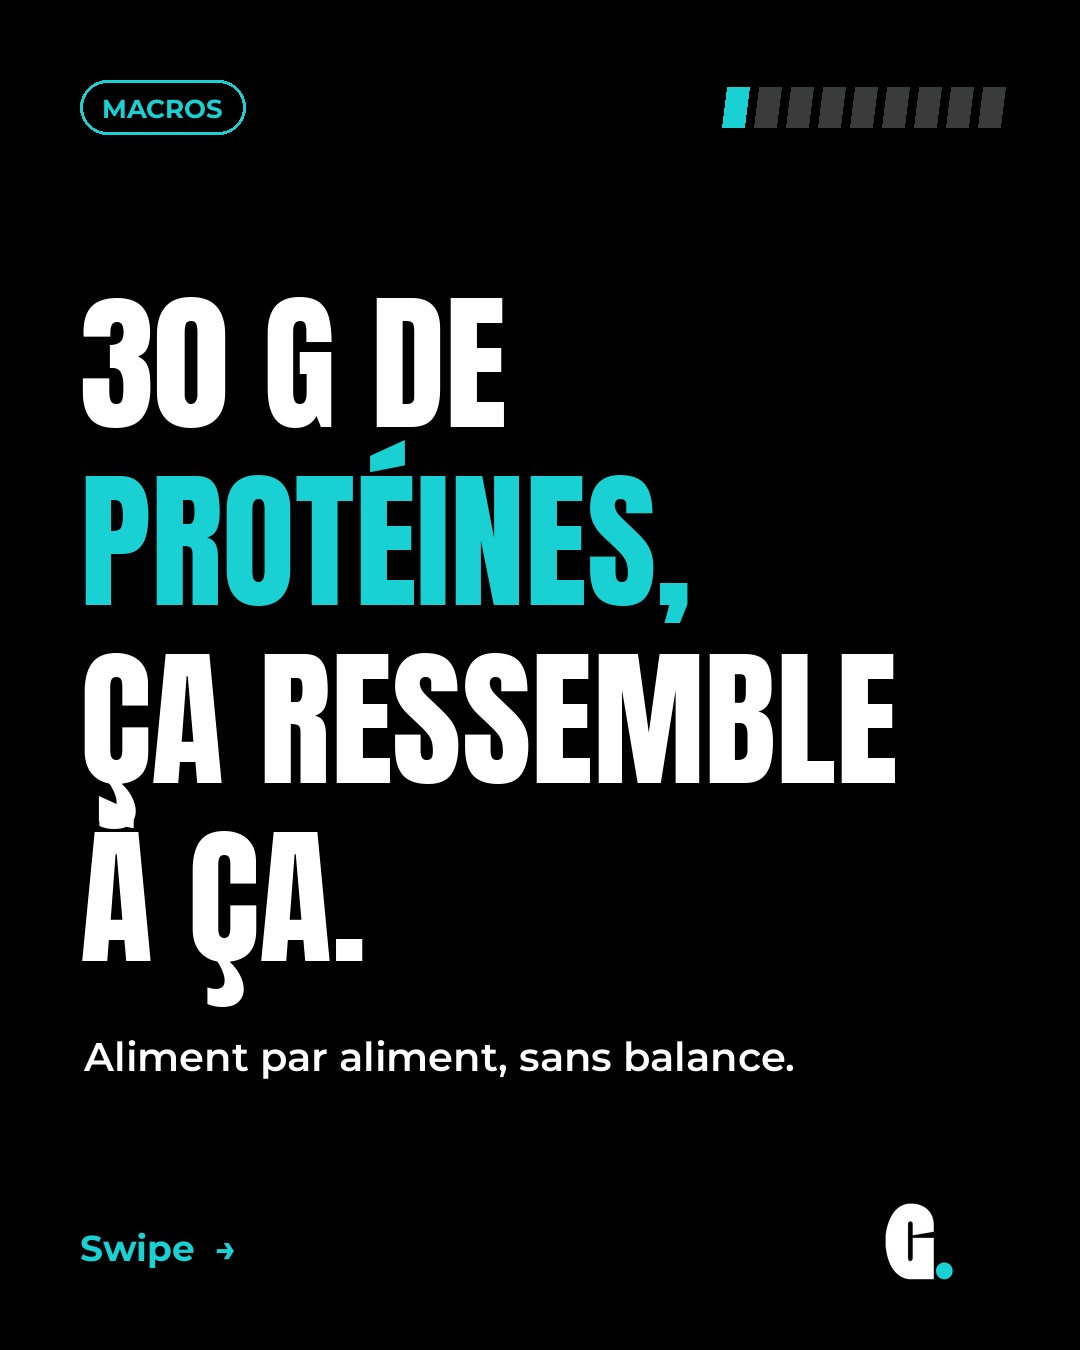 MACROS
30 G DE
PROTÉINES,
ÇA RESSEMBLE
À ÇA.
Aliment par aliment, sans balance.
Swipe →
G.